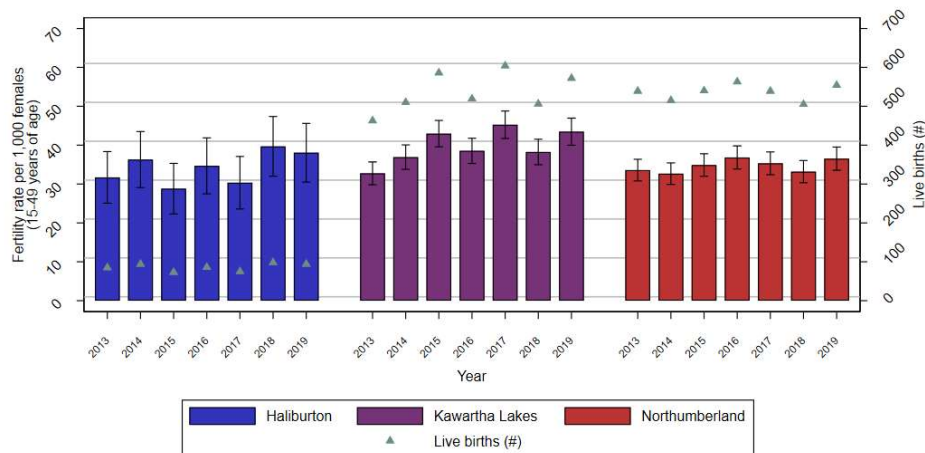 Fertility rate per 1,000 females
(15-49 years of age)
70
60
50
40
30
20
10
0
700
600
500
400
300
200
100
0
Live births (#)
2013 2014 2015 2016 2017 2018 2019 2013 2014 2015 2016 2017 2018 2019 2013 2014 2015 2016 2017 2018 2019
Year
Haliburton Kawartha Lakes Northumberland
Live births (#)